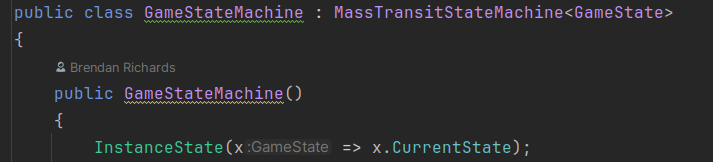 public class GameStateMachine : MassTransitStateMachine<GameState>
{
Brendan Richards
public GameStateMachine()
{
InstanceState(x :GameState => x.CurrentState);